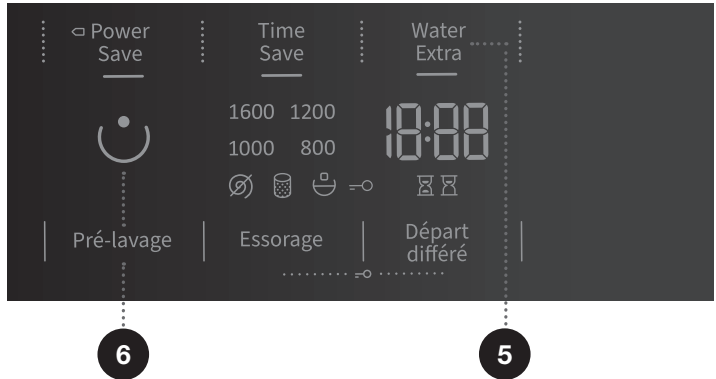 Power
Save
Time
Save
Water
Extra
1600 1200
1000 800
18:88
Pré-lavage
Essorage
Départ
différé
6
5